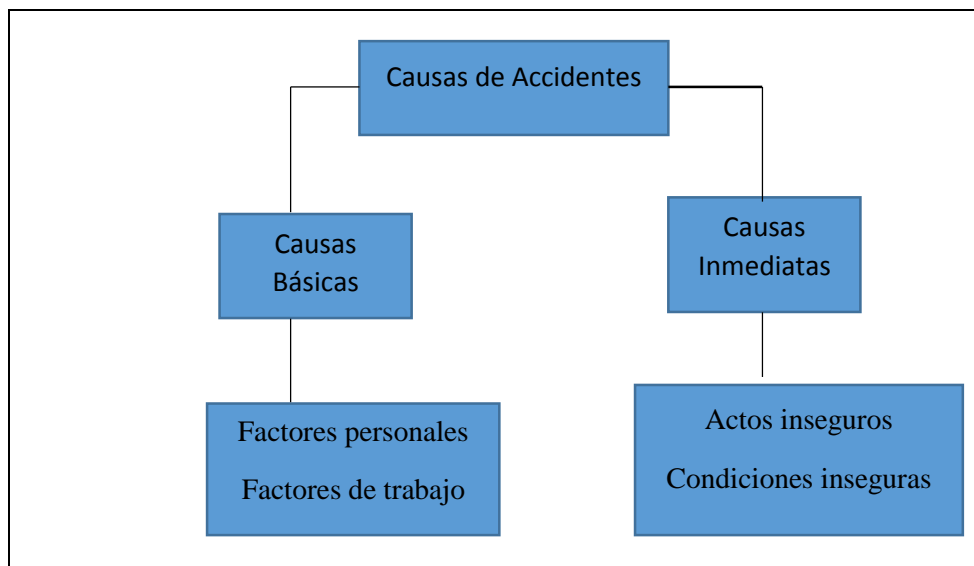 Causas de Accidentes
Causas
Básicas
Causas
Inmediatas
Factores personales
Factores de trabajo
Actos inseguros
Condiciones inseguras